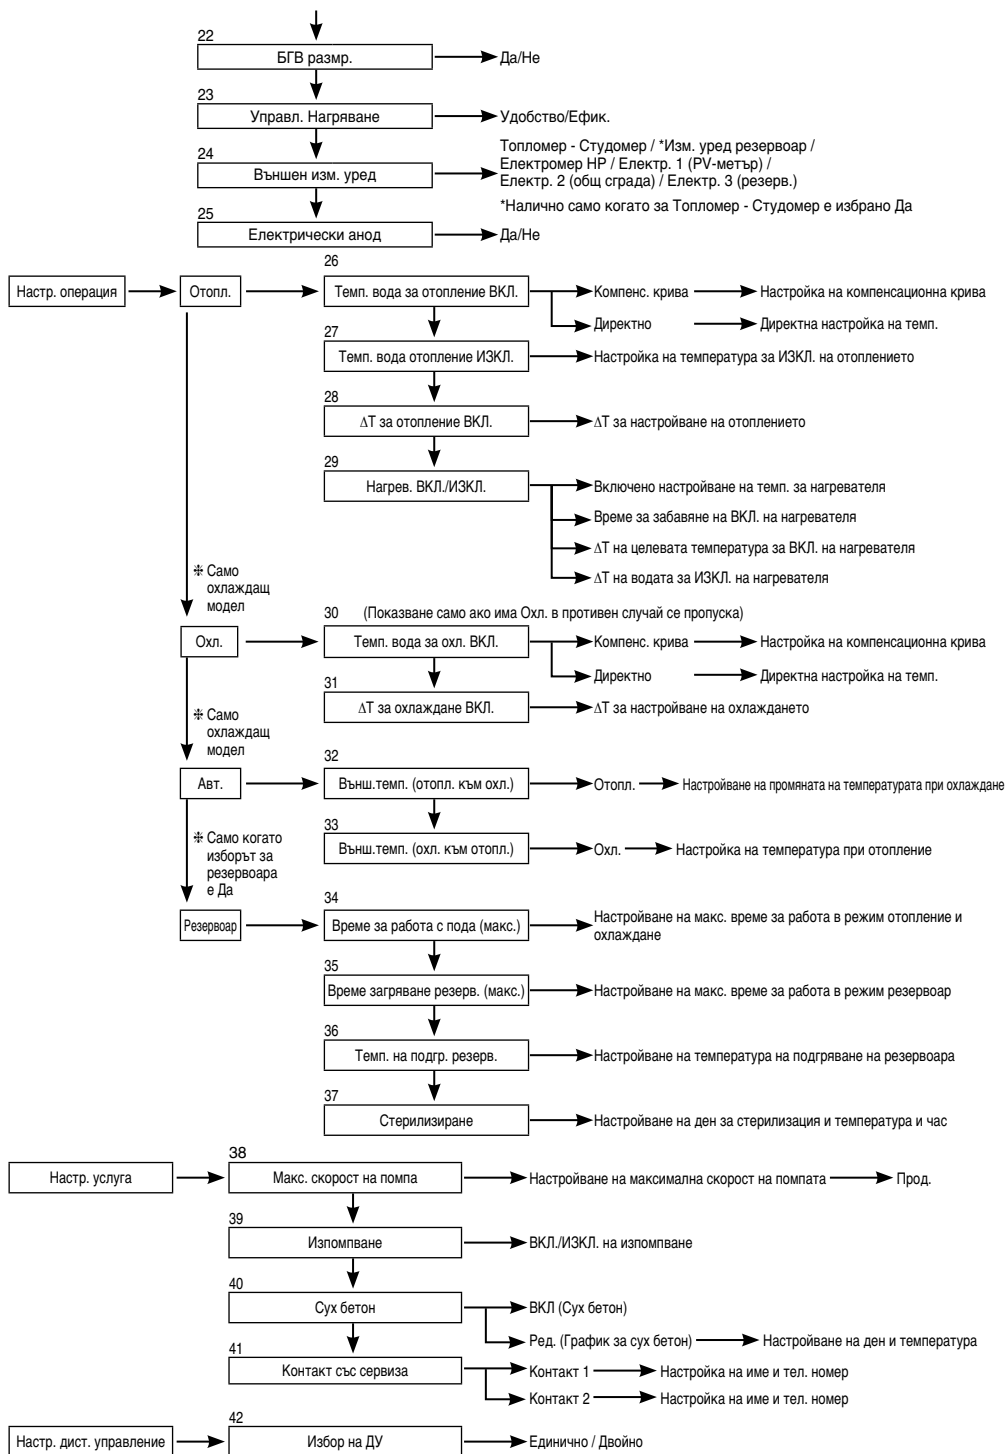 22
БГВ размр.
Да/Не
23
Управл. Нагряване
Удобство/Ефик.
24
Външен изм. уред
Топломер - Студомер / *Изм. уред резервоар /
Електромер HP / Електр. 1 (PV-метър) /
Електр. 2 (общ сграда) / Електр. 3 (резерв.)
*Налично само когато за Топломер - Студомер е избрано Да
25
Електрически анод
Да/Не
26
Настр. операция
Отопл.
Темп. вода за отопление ВКЛ.
Компенс. крива
Настройка на компенсационна крива
Директно
Директна настройка на темп.
27
Темп. вода отопление ИЗКЛ.
Настройка на температура за ИЗКЛ. на отоплението
28
ΔT за отопление ВКЛ.
ΔT за настройване на отоплението
29
Нагрев. ВКЛ./ИЗКЛ.
Включено настройване на темп. за нагревателя
Време за забавяне на ВКЛ. на нагревателя
ΔT на целевата температура за ВКЛ. на нагревателя
ΔT на водата за ИЗКЛ. на нагревателя
❉ Само
охлаждащ
модел
30 (Показване само ако има Охл. в противен случай се пропуска)
Охл.
Темп. вода за охл. ВКЛ.
Компенс. крива
Настройка на компенсационна крива
Директно
Директна настройка на темп.
31
ΔT за охлаждане ВКЛ.
ΔT за настройване на охлаждането
❉ Само
охлаждащ
модел
32
Авт.
Външ.темп. (отопл. към охл.)
Отопл.
Настройване на промяната на температурата при охлаждане
33
Външ.темп. (охл. към отопл.)
Охл.
Настройка на температура при отопление
❉ Само когато
изборът за
резервоара
е Да
34
Резервоар
Време за работа с пода (макс.)
Настройване на макс. време за работа в режим отопление и
охлаждане
35
Време загряване резерв. (макс.)
Настройване на макс. време за работа в режим резервоар
36
Темп. на подгр. резерв.
Настройване на температура на подгряване на резервоара
37
Стерилизиране
Настройване на ден за стерилизация и температура и час
38
Настр. услуга
Макс. скорост на помпа
Настройване на максимална скорост на помпата
Прод.
39
Изпомпване
ВКЛ./ИЗКЛ. на изпомпване
40
Сух бетон
ВКЛ (Сух бетон)
Ред. (График за сух бетон)
Настройване на ден и температура
41
Контакт със сервиза
Контакт 1
Настройка на име и тел. номер
Контакт 2
Настройка на име и тел. номер
42
Настр. дист. управление
Избор на ДУ
Единично / Двойно